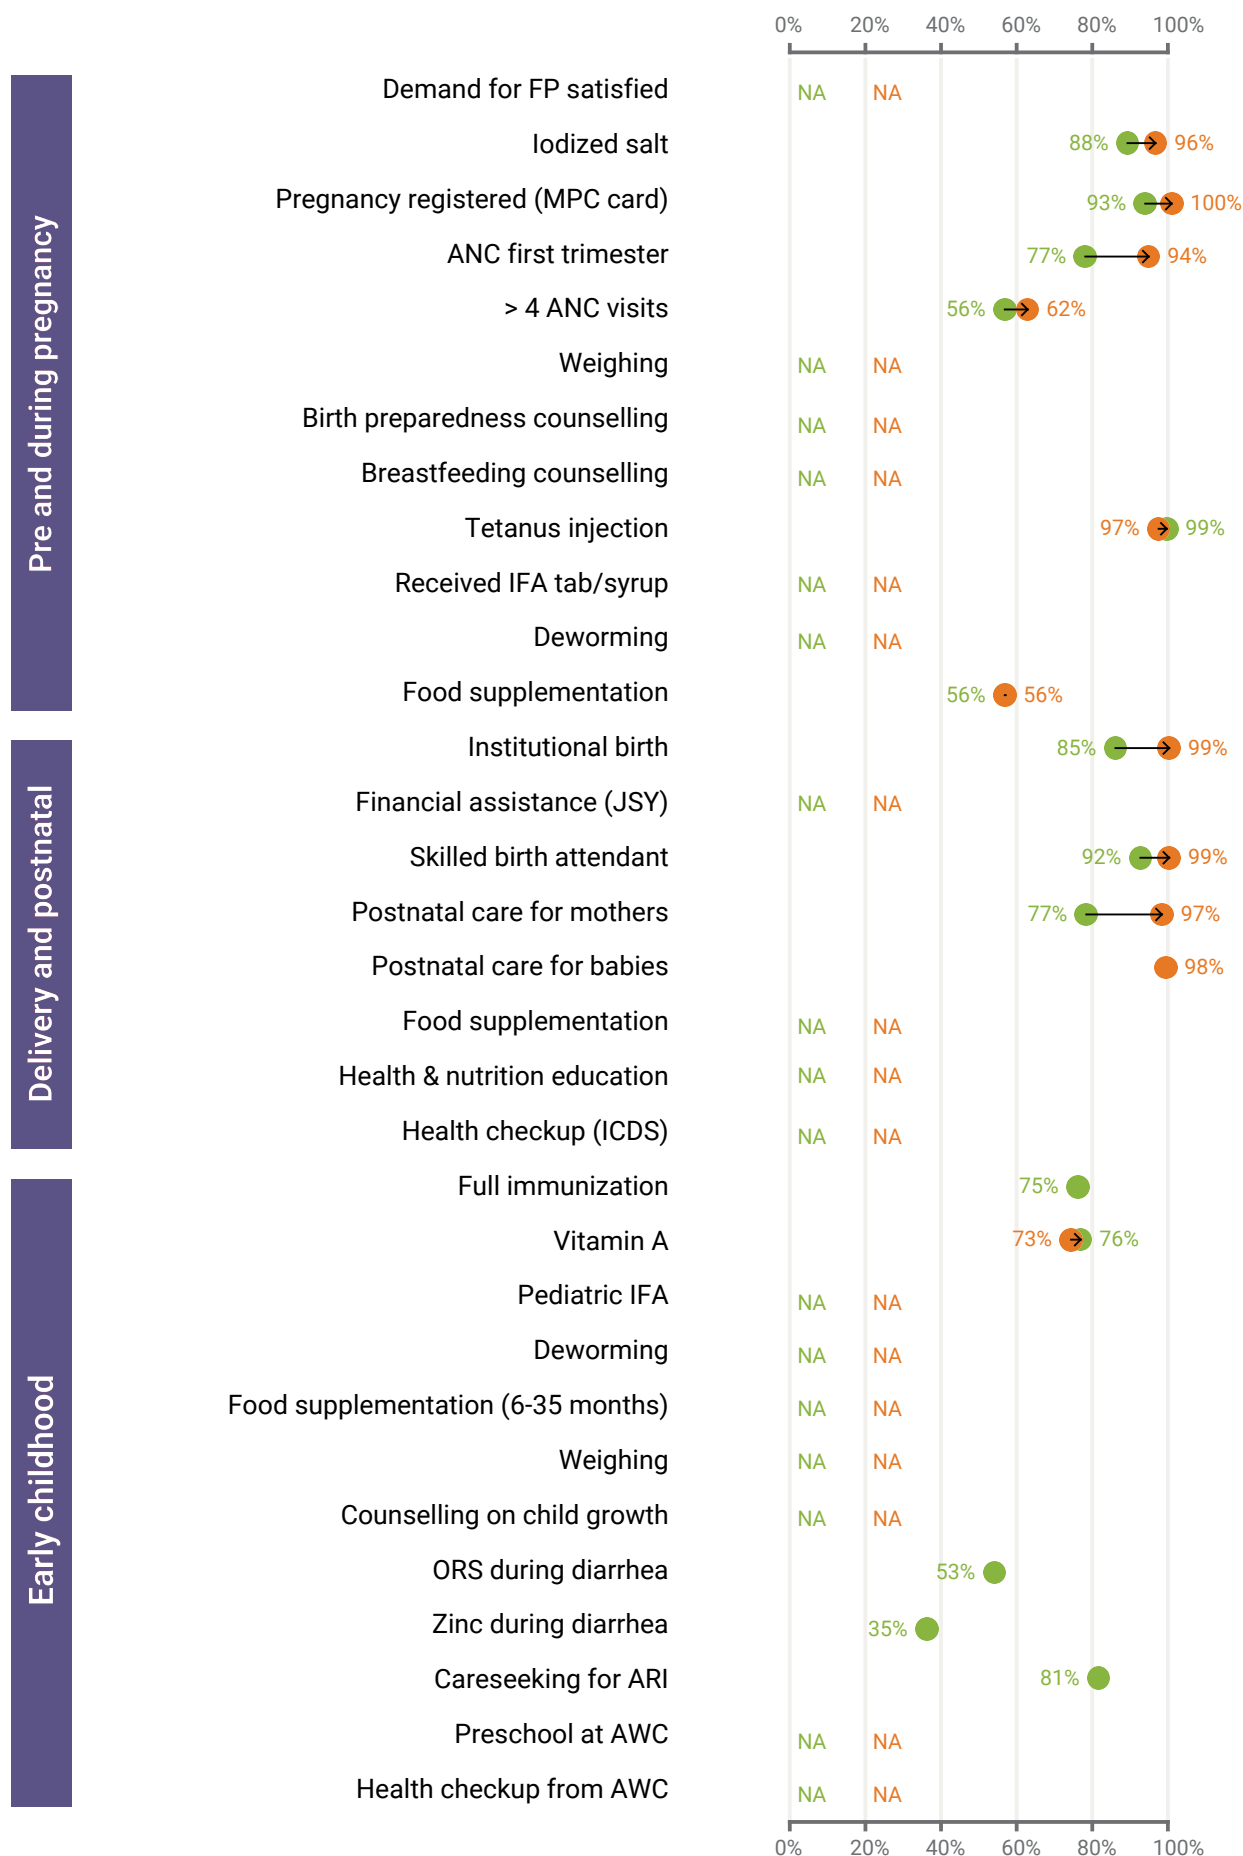 0% 20% 40% 60% 80% 100%
Pre and during pregnancy
Demand for FP satisfied NA NA
Iodized salt 88% 96%
Pregnancy registered (MPC card) 93% 100%
ANC first trimester 77% 94%
> 4 ANC visits 56% 62%
Weighing NA NA
Birth preparedness counselling NA NA
Breastfeeding counselling NA NA
Tetanus injection 97% 99%
Received IFA tab/syrup NA NA
Deworming NA NA
Food supplementation 56% 56%
Delivery and postnatal
Institutional birth 85% 99%
Financial assistance (JSY) NA NA
Skilled birth attendant 92% 99%
Postnatal care for mothers 77% 97%
Postnatal care for babies 98%
Food supplementation NA NA
Health & nutrition education NA NA
Health checkup (ICDS) NA NA
Early childhood
Full immunization 75%
Vitamin A 73% 76%
Pediatric IFA NA NA
Deworming NA NA
Food supplementation (6-35 months) NA NA
Weighing NA NA
Counselling on child growth NA NA
ORS during diarrhea 53%
Zinc during diarrhea 35%
Careseeking for ARI 81%
Preschool at AWC NA NA
Health checkup from AWC NA NA
0% 20% 40% 60% 80% 100%